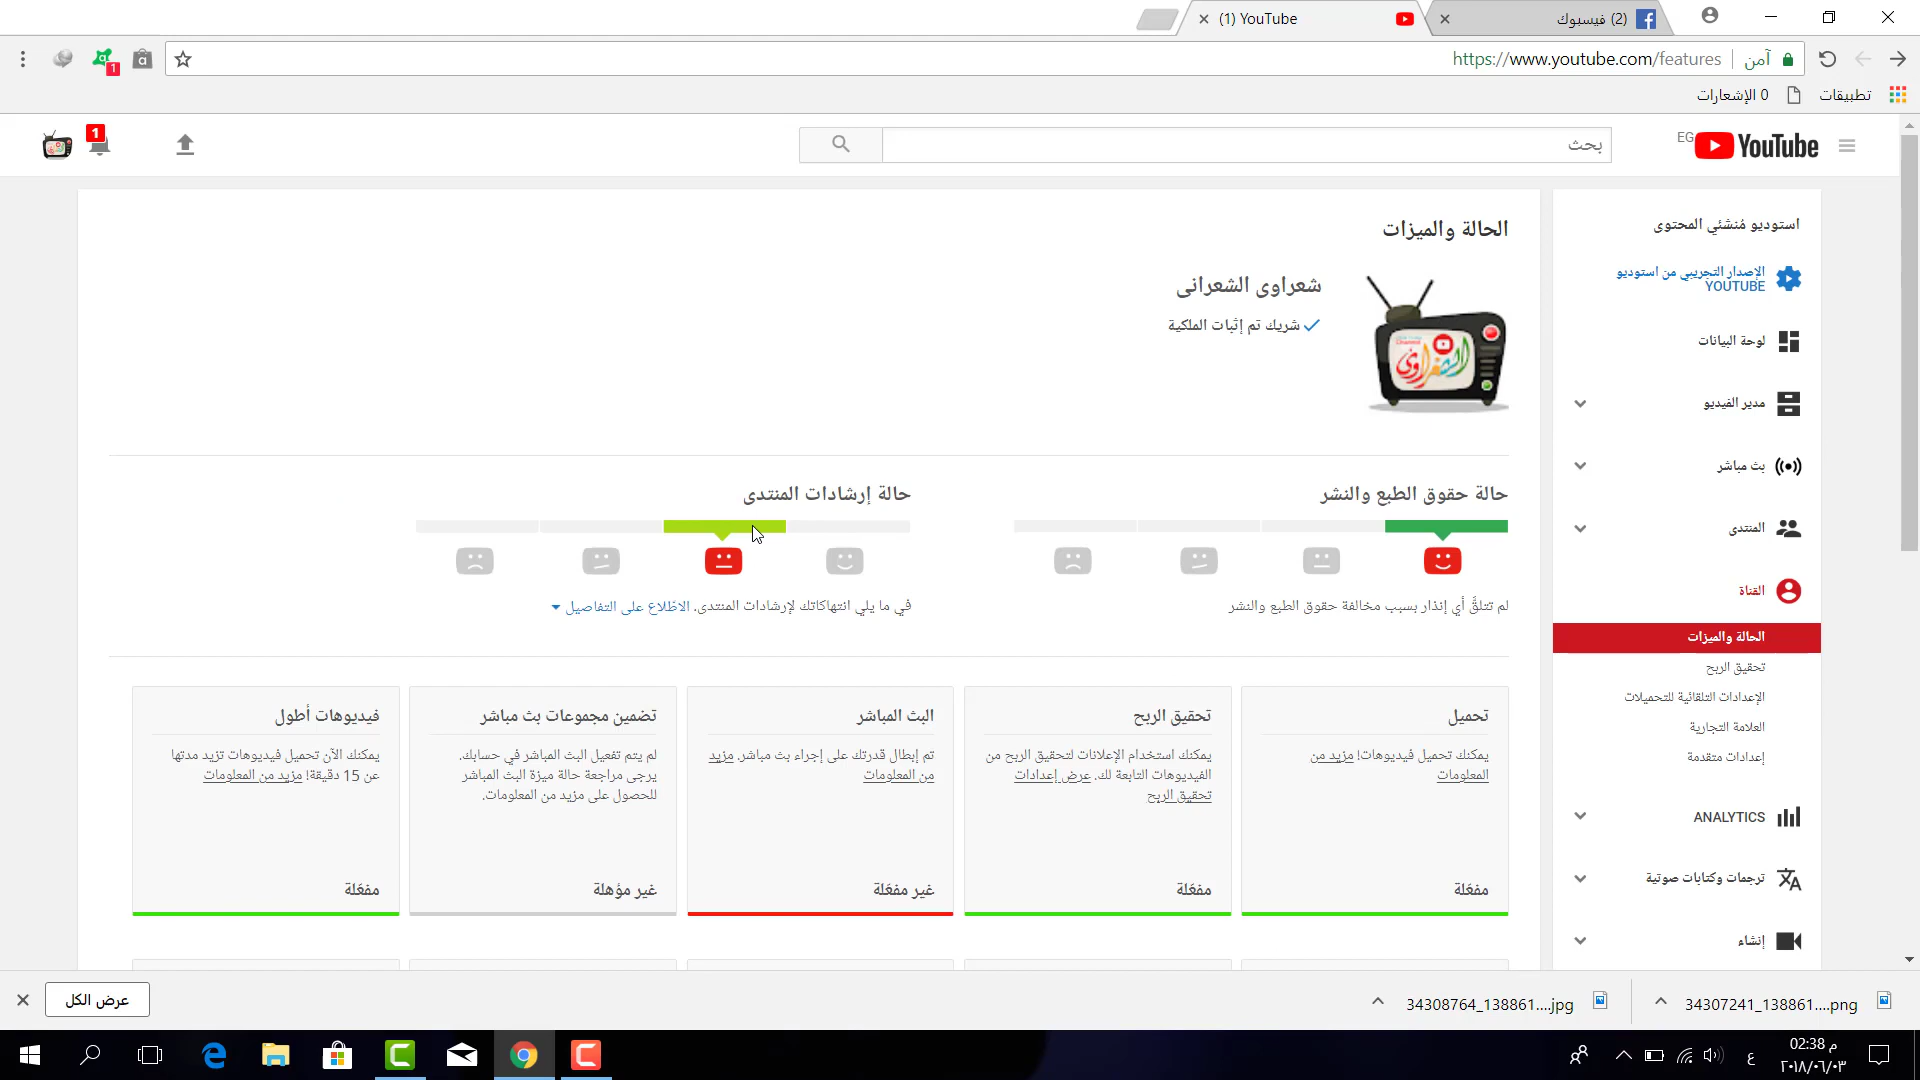 (1) YouTube
(2) فيسبوك
https://www.youtube.com/features
آمن
تطبيقات
0 الإشعارات
1
1
YouTube EG
بحث
استوديو مُنشئي المحتوى
الإصدار التجريبي من استوديو
YOUTUBE
لوحة البيانات
مدير الفيديو
بث مباشر
المنتدى
القناة
الحالة والميزات
تحقيق الربح
الإعدادات التلقائية للتحميلات
العلامة التجارية
إعدادات متقدمة
ANALYTICS
ترجمات وكتابات صوتية
إنشاء
الحالة والميزات
شعراوى الشعرانى
شريك تم إثبات الملكية
الشعراوى
حالة حقوق الطبع والنشر
لم تتلقَّ أي إنذار بسبب مخالفة حقوق الطبع والنشر
حالة إرشادات المنتدى
في ما يلي انتهاكاتك لإرشادات المنتدى. الاطّلاع على التفاصيل
تحميل
يمكنك تحميل فيديوهات! مزيد من
المعلومات
مفعّلة
تحقيق الربح
يمكنك استخدام الإعلانات لتحقيق الربح من
الفيديوهات التابعة لك. عرض إعدادات
تحقيق الربح
مفعّلة
البث المباشر
تم إبطال قدرتك على إجراء بث مباشر. مزيد
من المعلومات
غير مفعّلة
تضمين مجموعات بث مباشر
لم يتم تفعيل البث المباشر في حسابك.
يرجى مراجعة حالة ميزة البث المباشر
للحصول على مزيد من المعلومات.
غير مؤهلة
فيديوهات أطول
يمكنك الآن تحميل فيديوهات تزيد مدتها
عن 15 دقيقة! مزيد من المعلومات
مفعّلة
34307241_138861....png
34308764_138861....jpg
عرض الكل
ع
02:38 م
٢٠١٨/٠٦/٠٣